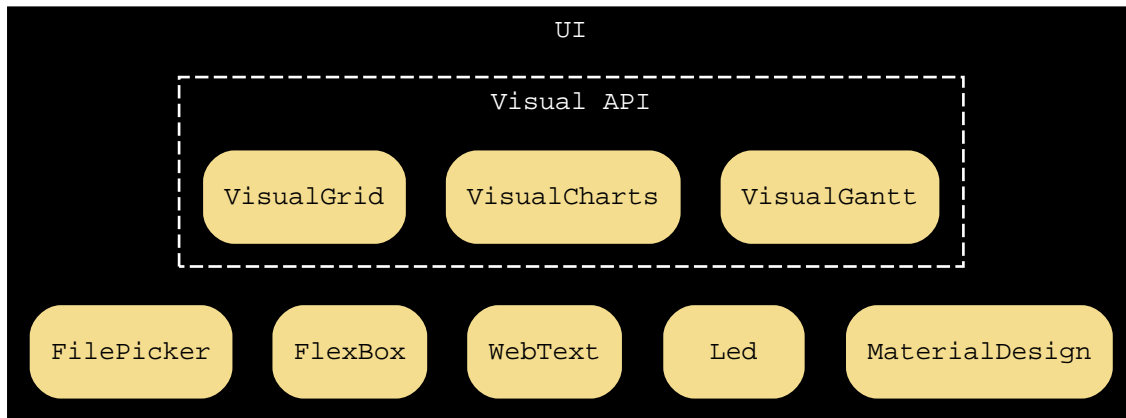 UI
Visual API
VisualGrid VisualCharts VisualGantt
FilePicker FlexBox WebText Led MaterialDesign